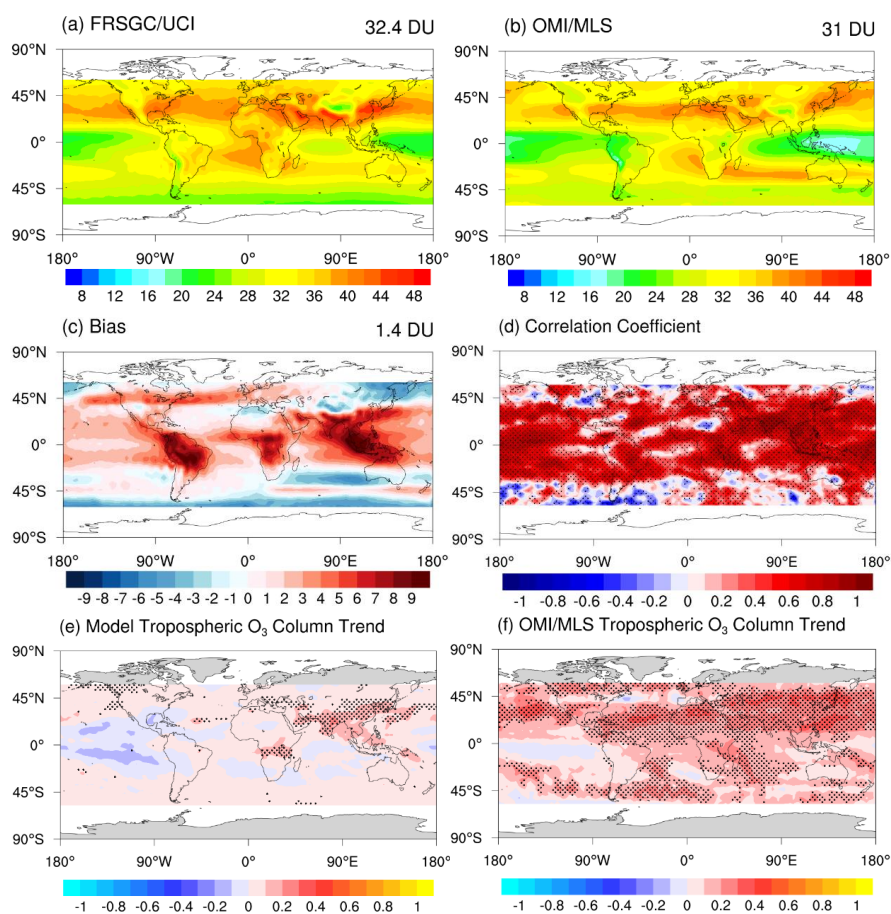 (a) FRSGC/UCI 32.4 DU
(b) OMI/MLS 31 DU
90°N 90°N
45°N 45°N
0° 0°
45°S 45°S
90°S 90°S
180° 90°W 0° 90°E 180° 180° 90°W 0° 90°E 180°
8 12 16 20 24 28 32 36 40 44 48
8 12 16 20 24 28 32 36 40 44 48
(c) Bias 1.4 DU
(d) Correlation Coefficient
90°N 90°N
45°N 45°N
0° 0°
45°S 45°S
90°S 90°S
180° 90°W 0° 90°E 180° 180° 90°W 0° 90°E 180°
-9 -8 -7 -6 -5 -4 -3 -2 -1 0 1 2 3 4 5 6 7 8 9
-1 -0.8 -0.6 -0.4 -0.2 0 0.2 0.4 0.6 0.8 1
(e) Model Tropospheric O₃ Column Trend
(f) OMI/MLS Tropospheric O₃ Column Trend
90°N 90°N
45°N 45°N
0° 0°
45°S 45°S
90°S 90°S
180° 90°W 0° 90°E 180° 180° 90°W 0° 90°E 180°
-1 -0.8 -0.6 -0.4 -0.2 0 0.2 0.4 0.6 0.8 1
-1 -0.8 -0.6 -0.4 -0.2 0 0.2 0.4 0.6 0.8 1